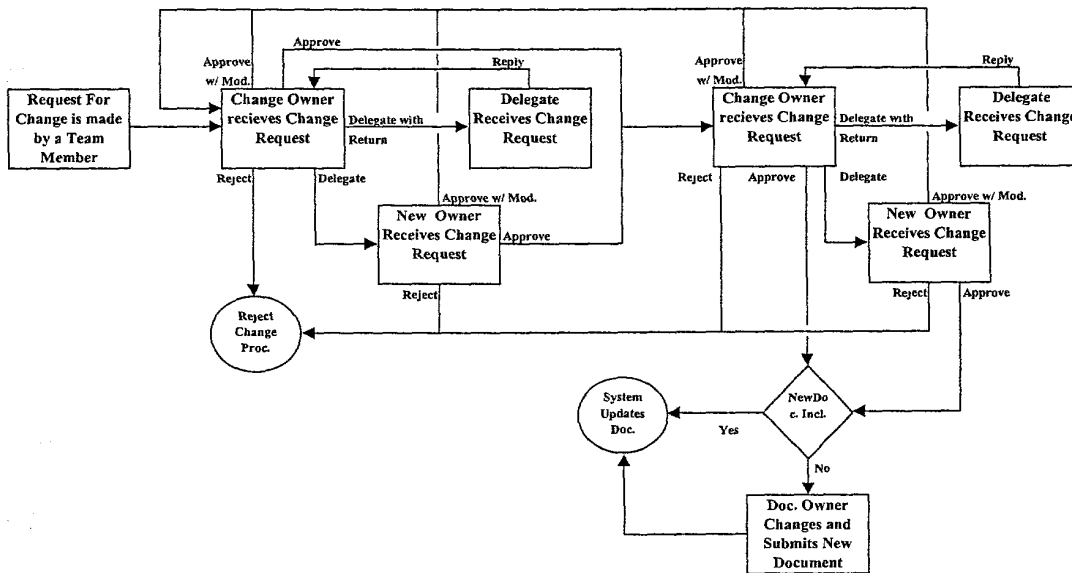 Approve
w/ Mod.
Approve
Reply
Approve
w/ Mod.
Reply
Request For
Change is made
by a Team
Member
Change Owner
recieves Change
Request
Delegate with
Return
Delegate
Receives Change
Request
Change Owner
recieves Change
Request
Delegate with
Return
Delegate
Receives Change
Request
Reject
Delegate
Approve w/ Mod.
New Owner
Receives Change
Request
Approve
Reject
Reject
Approve
Delegate
Approve w/ Mod.
New Owner
Receives Change
Request
Reject
Approve
Reject
Change
Proc.
System
Updates
Doc.
NewDo
c. Incl.
Yes
No
Doc. Owner
Changes and
Submits New
Document